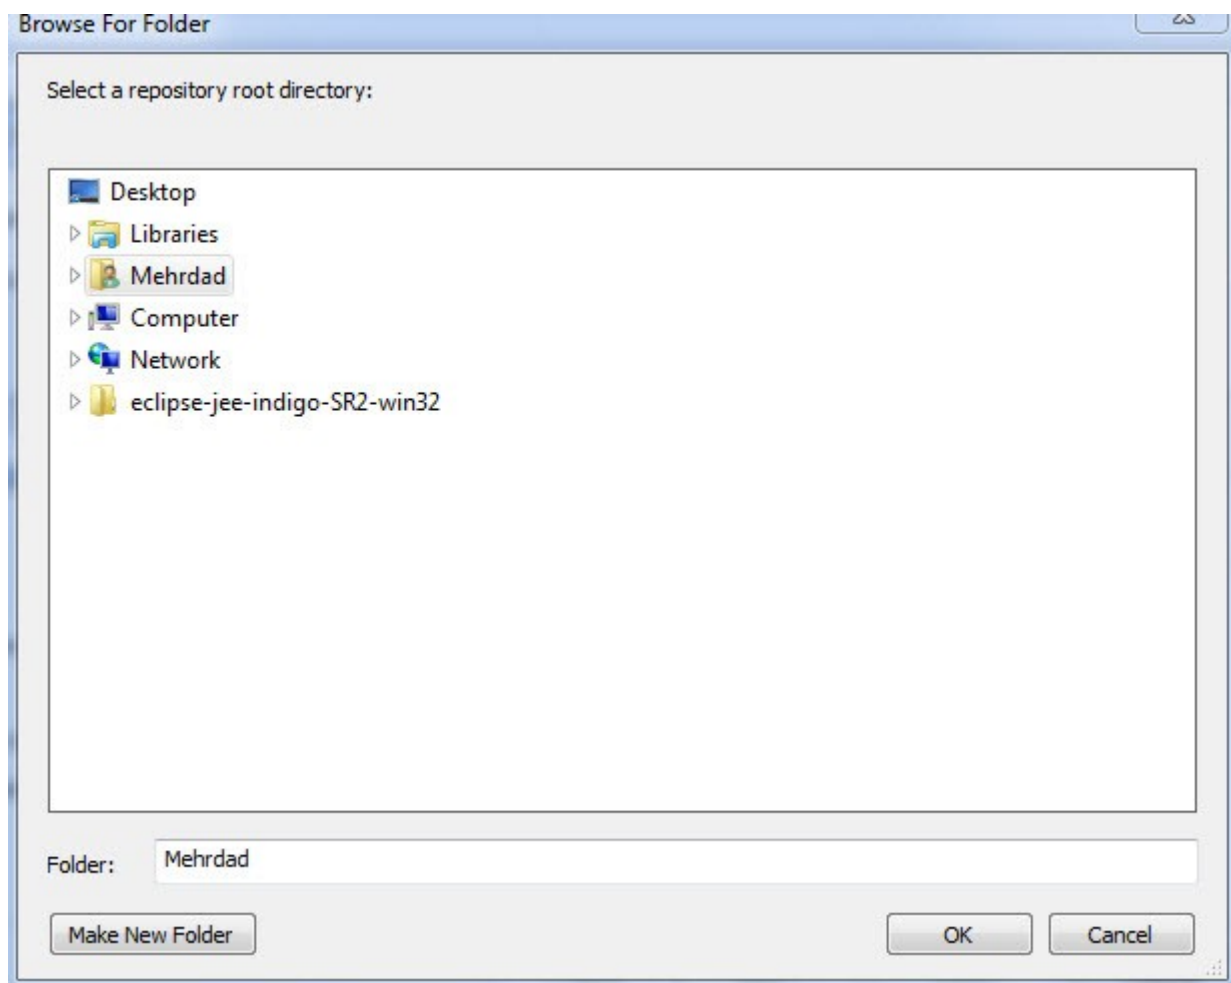 Browse For Folder
Select a repository root directory:
Desktop
Libraries
Mehrdad
Computer
Network
eclipse-jee-indigo-SR2-win32
Folder: Mehrdad
Make New Folder OK Cancel